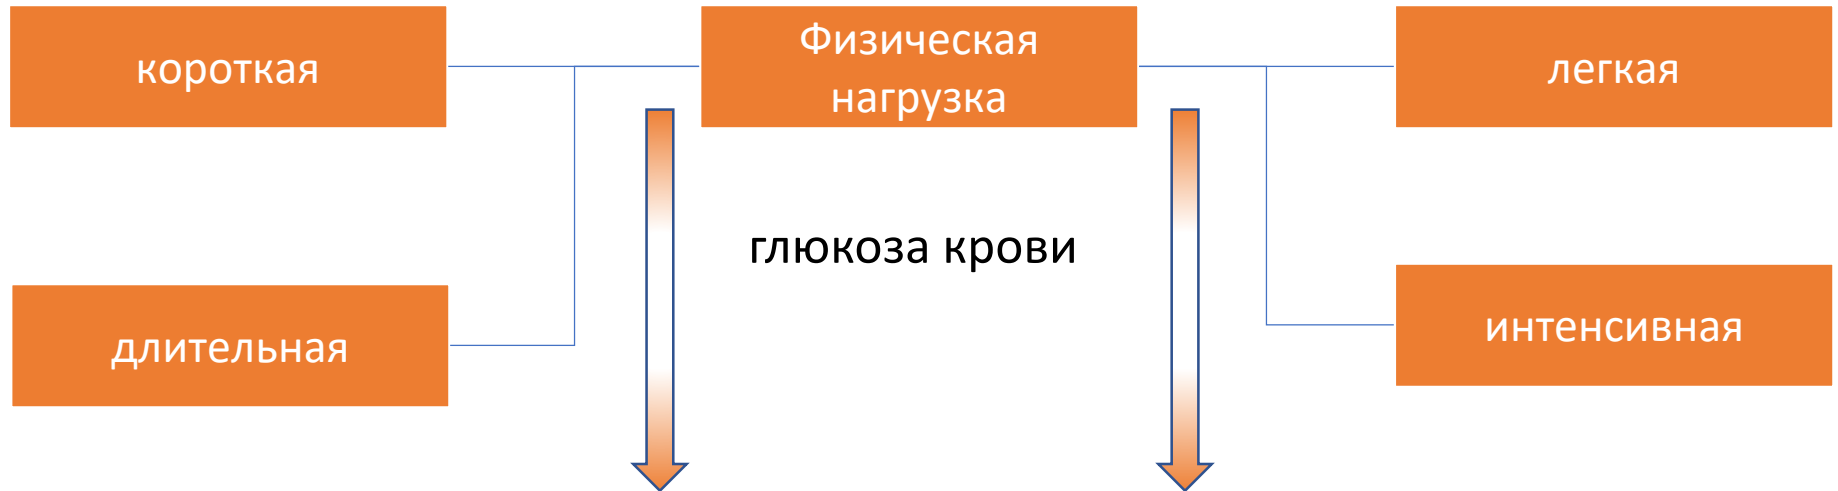 короткая
Физическая
нагрузка
легкая
глюкоза крови
длительная
интенсивная